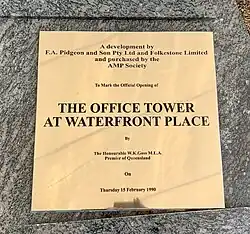 A development by
F.A. Pidgeon and Son Pty Ltd and Folkestone Limited
and purchased by the
AMP Society
To Mark the Official Opening of
THE OFFICE TOWER
AT WATERFRONT PLACE
By
The Honourable W.K.Goss M.L.A.
Premier of Queensland
On
Thursday 15 February 1990